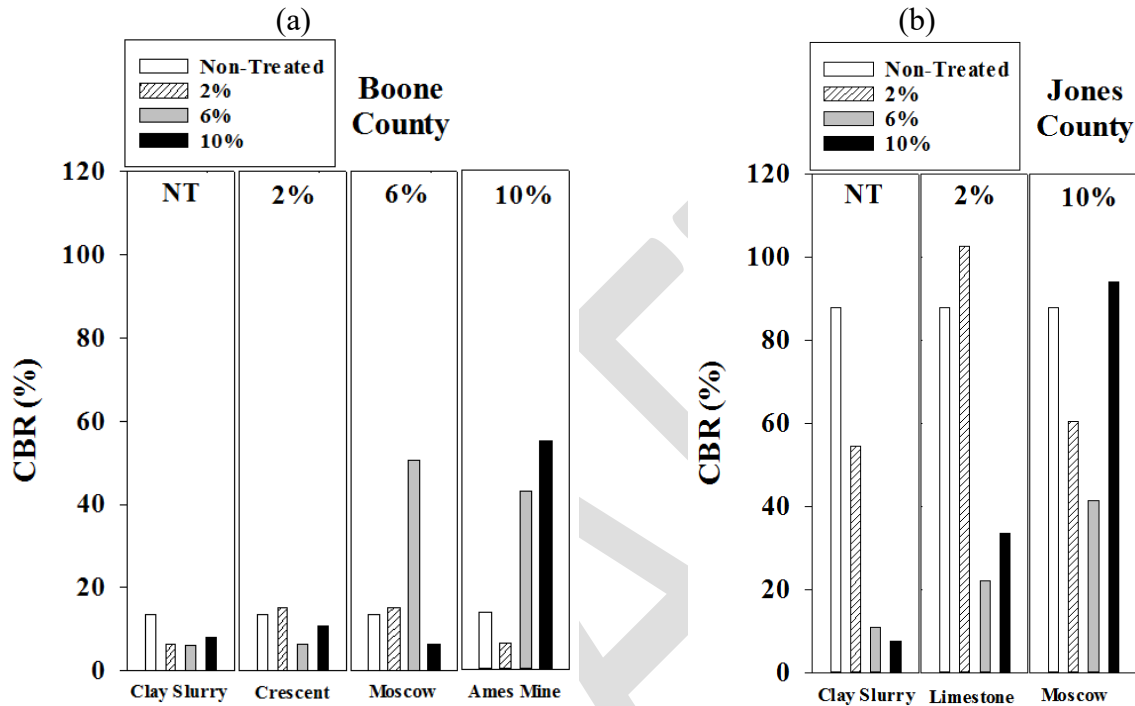 (a)
Non-Treated
2%
6%
10%
Boone
County
NT 2% 6% 10%
120
100
80
60
40
20
0
CBR (%)
Clay Slurry Crescent Moscow Ames Mine
(b)
Non-Treated
2%
6%
10%
Jones
County
NT 2% 10%
120
100
80
60
40
20
0
CBR (%)
Clay Slurry Limestone Moscow